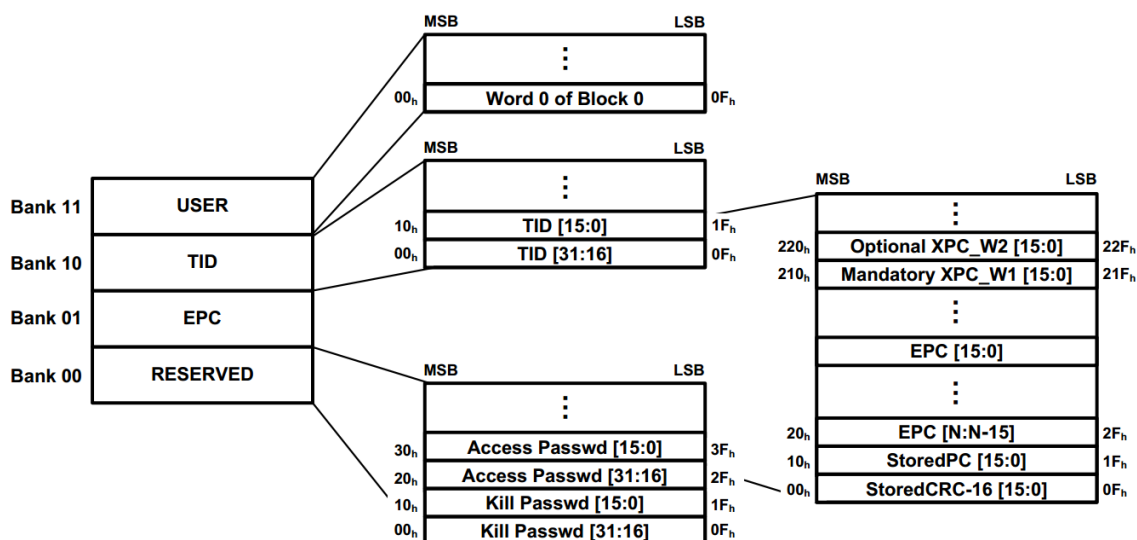 MSB LSB
⋮
00h Word 0 of Block 0 0Fh
MSB LSB
⋮
10h TID [15:0] 1Fh
00h TID [31:16] 0Fh
Bank 11 USER
Bank 10 TID
Bank 01 EPC
Bank 00 RESERVED
MSB LSB
⋮
30h Access Passwd [15:0] 3Fh
20h Access Passwd [31:16] 2Fh
10h Kill Passwd [15:0] 1Fh
00h Kill Passwd [31:16] 0Fh
MSB LSB
⋮
220h Optional XPC_W2 [15:0] 22Fh
210h Mandatory XPC_W1 [15:0] 21Fh
⋮
EPC [15:0]
⋮
20h EPC [N:N-15] 2Fh
10h StoredPC [15:0] 1Fh
00h StoredCRC-16 [15:0] 0Fh